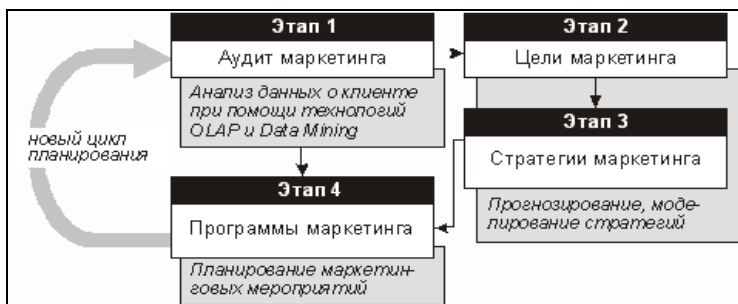 Этап 1
Аудит маркетинга
Анализ данных о клиенте
при помощи технологий
OLAP и Data Mining
Этап 2
Цели маркетинга
Этап 3
Стратегии маркетинга
Прогнозирование, моде-
лирование стратегий
Этап 4
Программы маркетинга
Планирование маркетин-
говых мероприятий
новый цикл
планирования